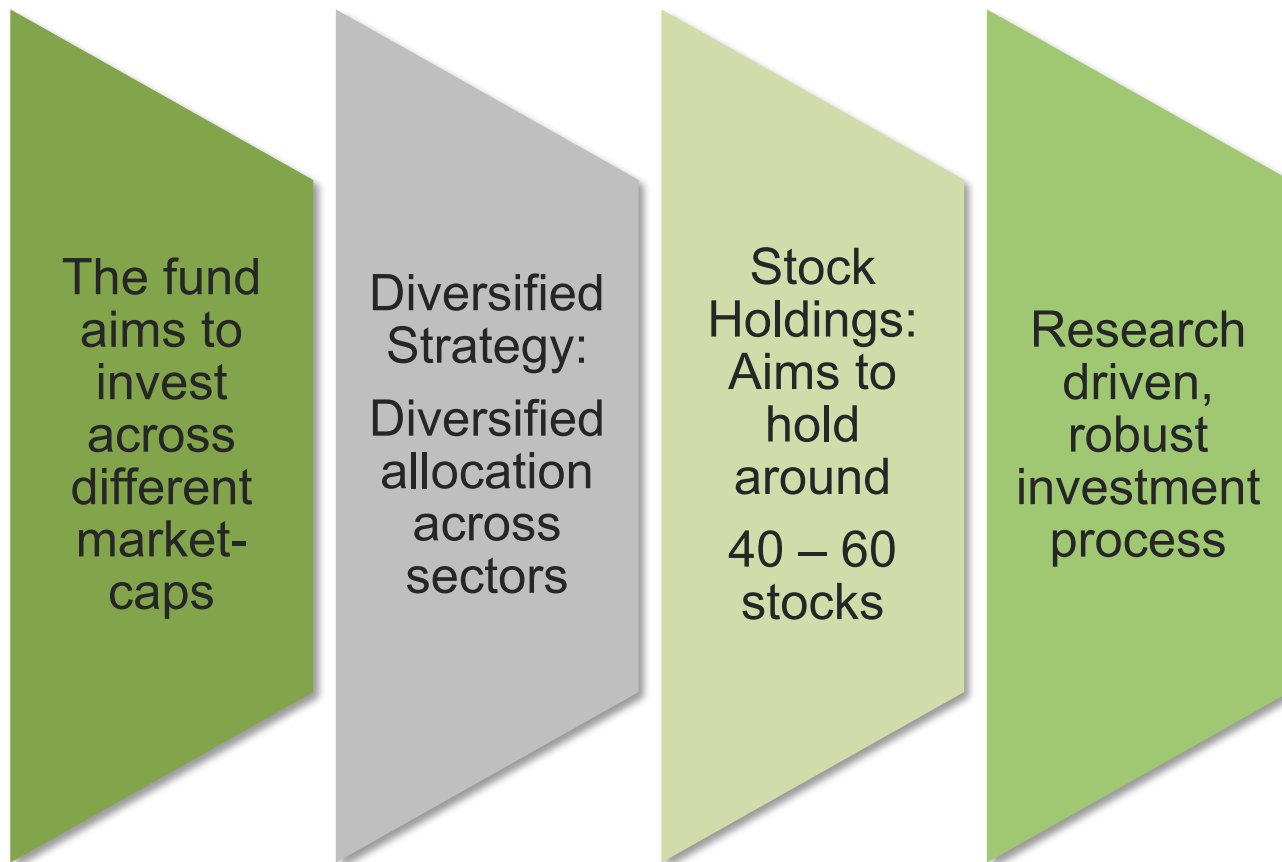 The fund
aims to
invest
across
different
market-
caps
Diversified
Strategy:
Diversified
allocation
across
sectors
Stock
Holdings:
Aims to
hold
around
40 – 60
stocks
Research
driven,
robust
investment
process